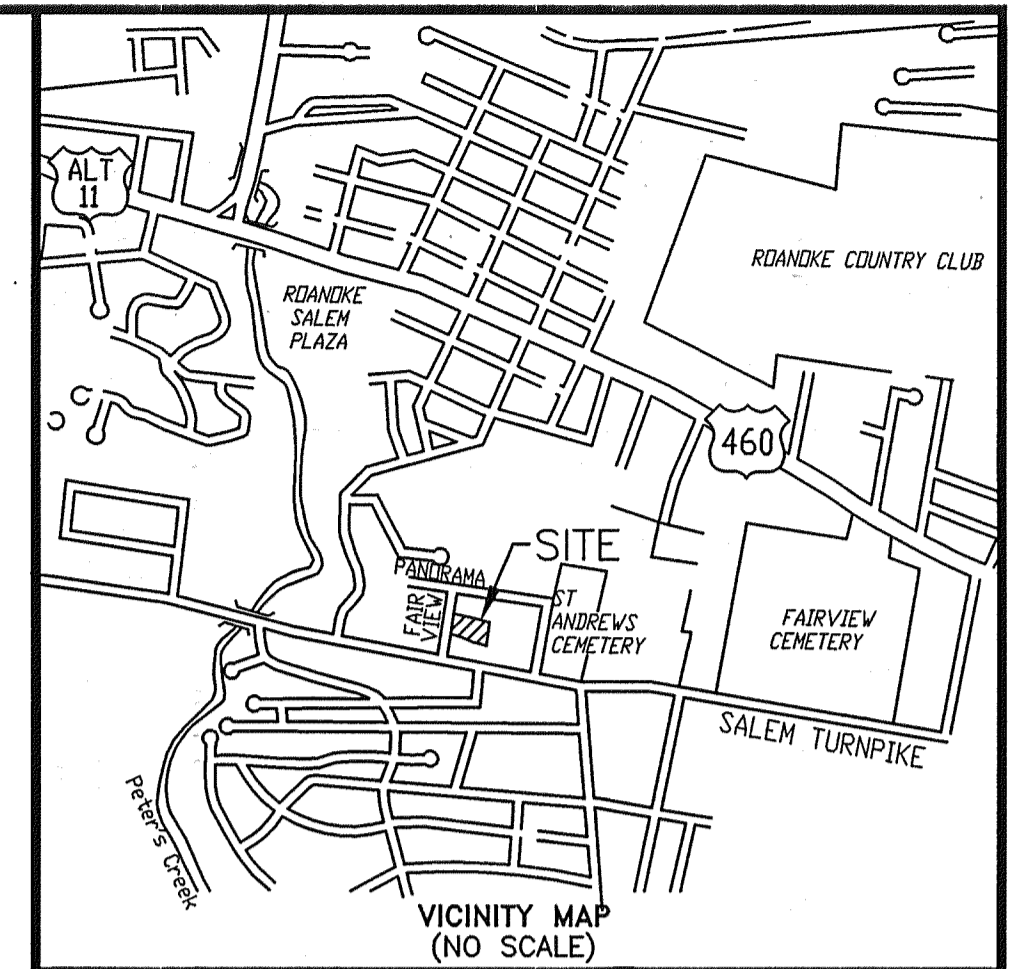 ALT
11
ROANOKE COUNTRY CLUB
ROANOKE
SALEM
PLAZA
460
SITE
PANORAMA
FAIR
VIEW
ST
ANDREWS
CEMETERY
FAIRVIEW
CEMETERY
SALEM TURNPIKE
Peter's Creek
VICINITY MAP
(NO SCALE)